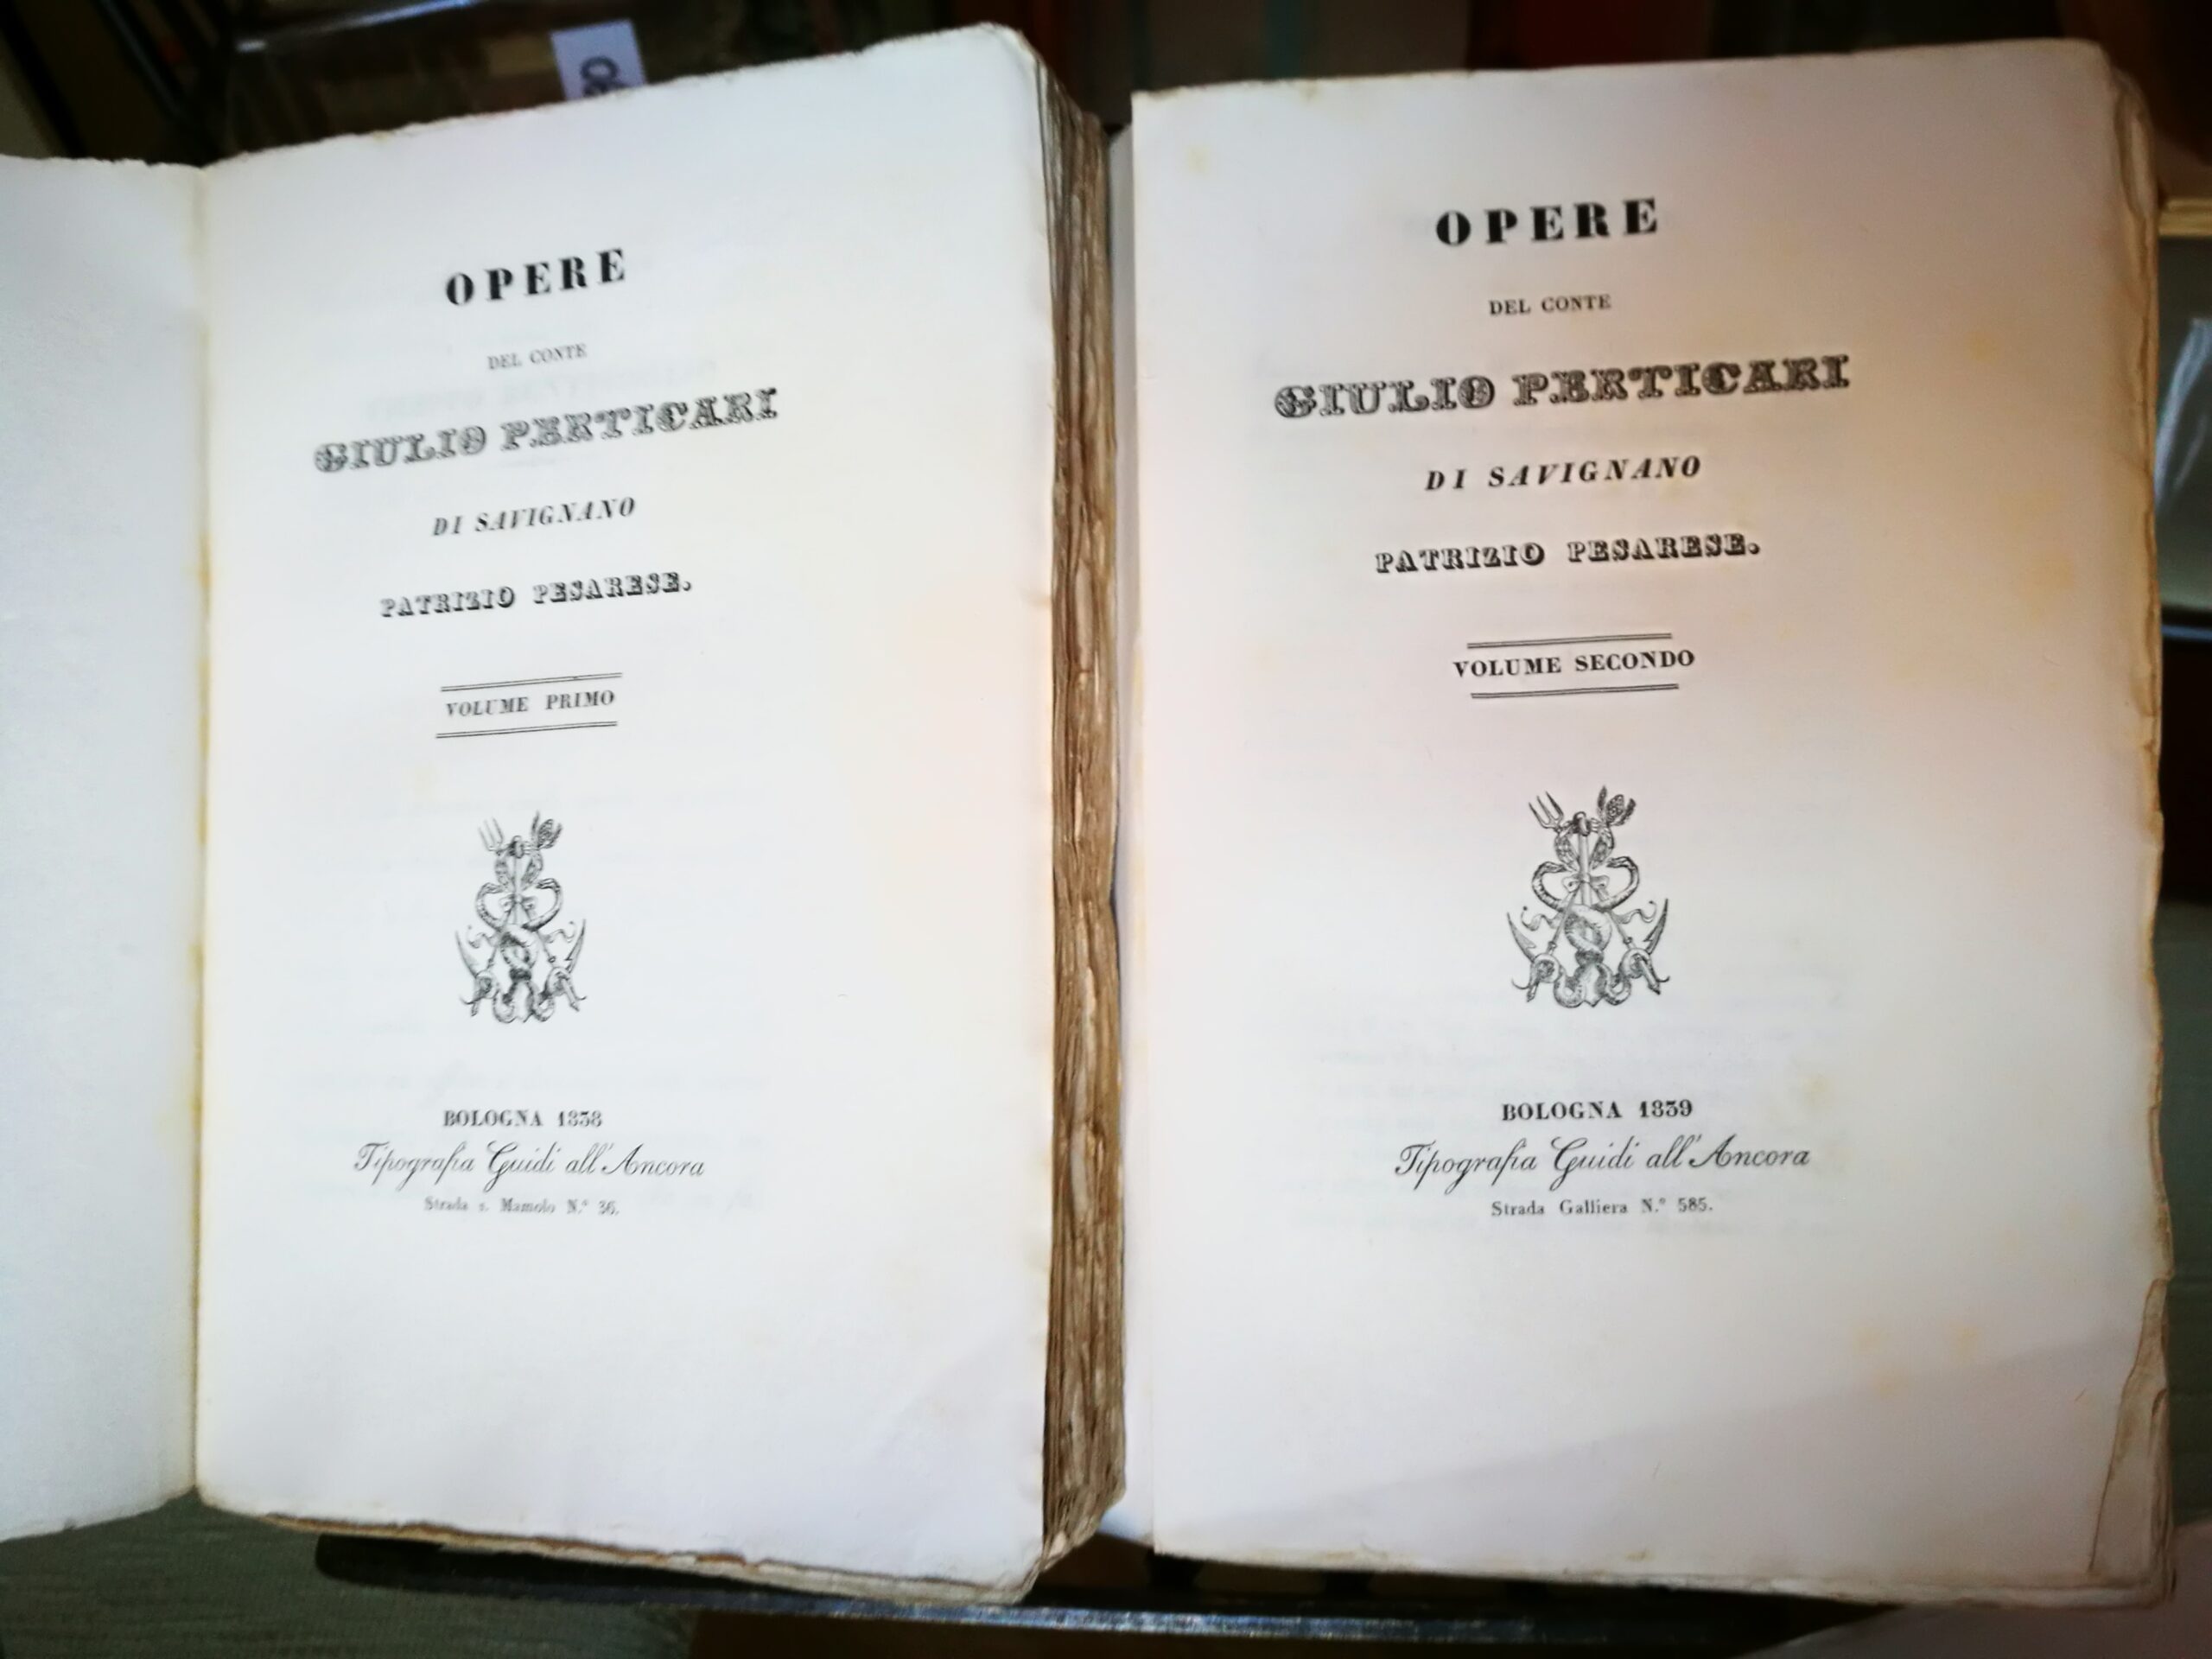 OPERE
DEL CONTE
GIULIO PERTICARI
DI SAVIGNANO
PATRIZIO PESARESE.
VOLUME PRIMO
BOLOGNA 1838
Tipografia Guidi all'Ancora
Strada s. Mamolo N.° 36.
OPERE
DEL CONTE
GIULIO PERTICARI
DI SAVIGNANO
PATRIZIO PESARESE.
VOLUME SECONDO
BOLOGNA 1839
Tipografia Guidi all'Ancora
Strada Galliera N.° 585.